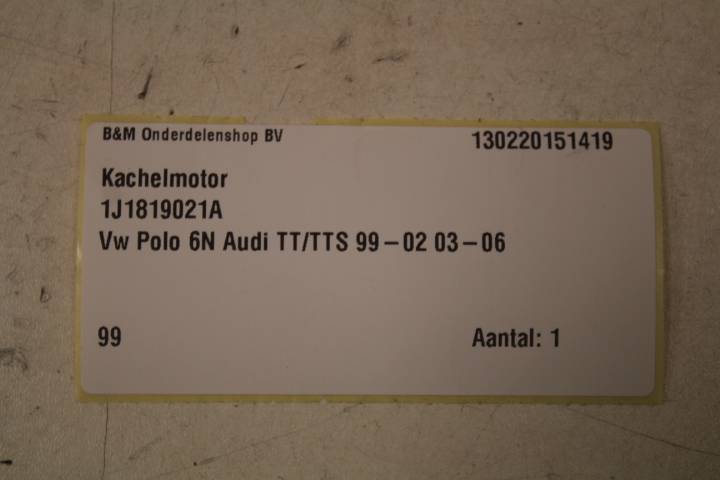 B&M Onderdelenshop BV 130220151419
Kachelmotor
1J1819021A
Vw Polo 6N Audi TT/TTS 99-02 03-06
99 Aantal: 1